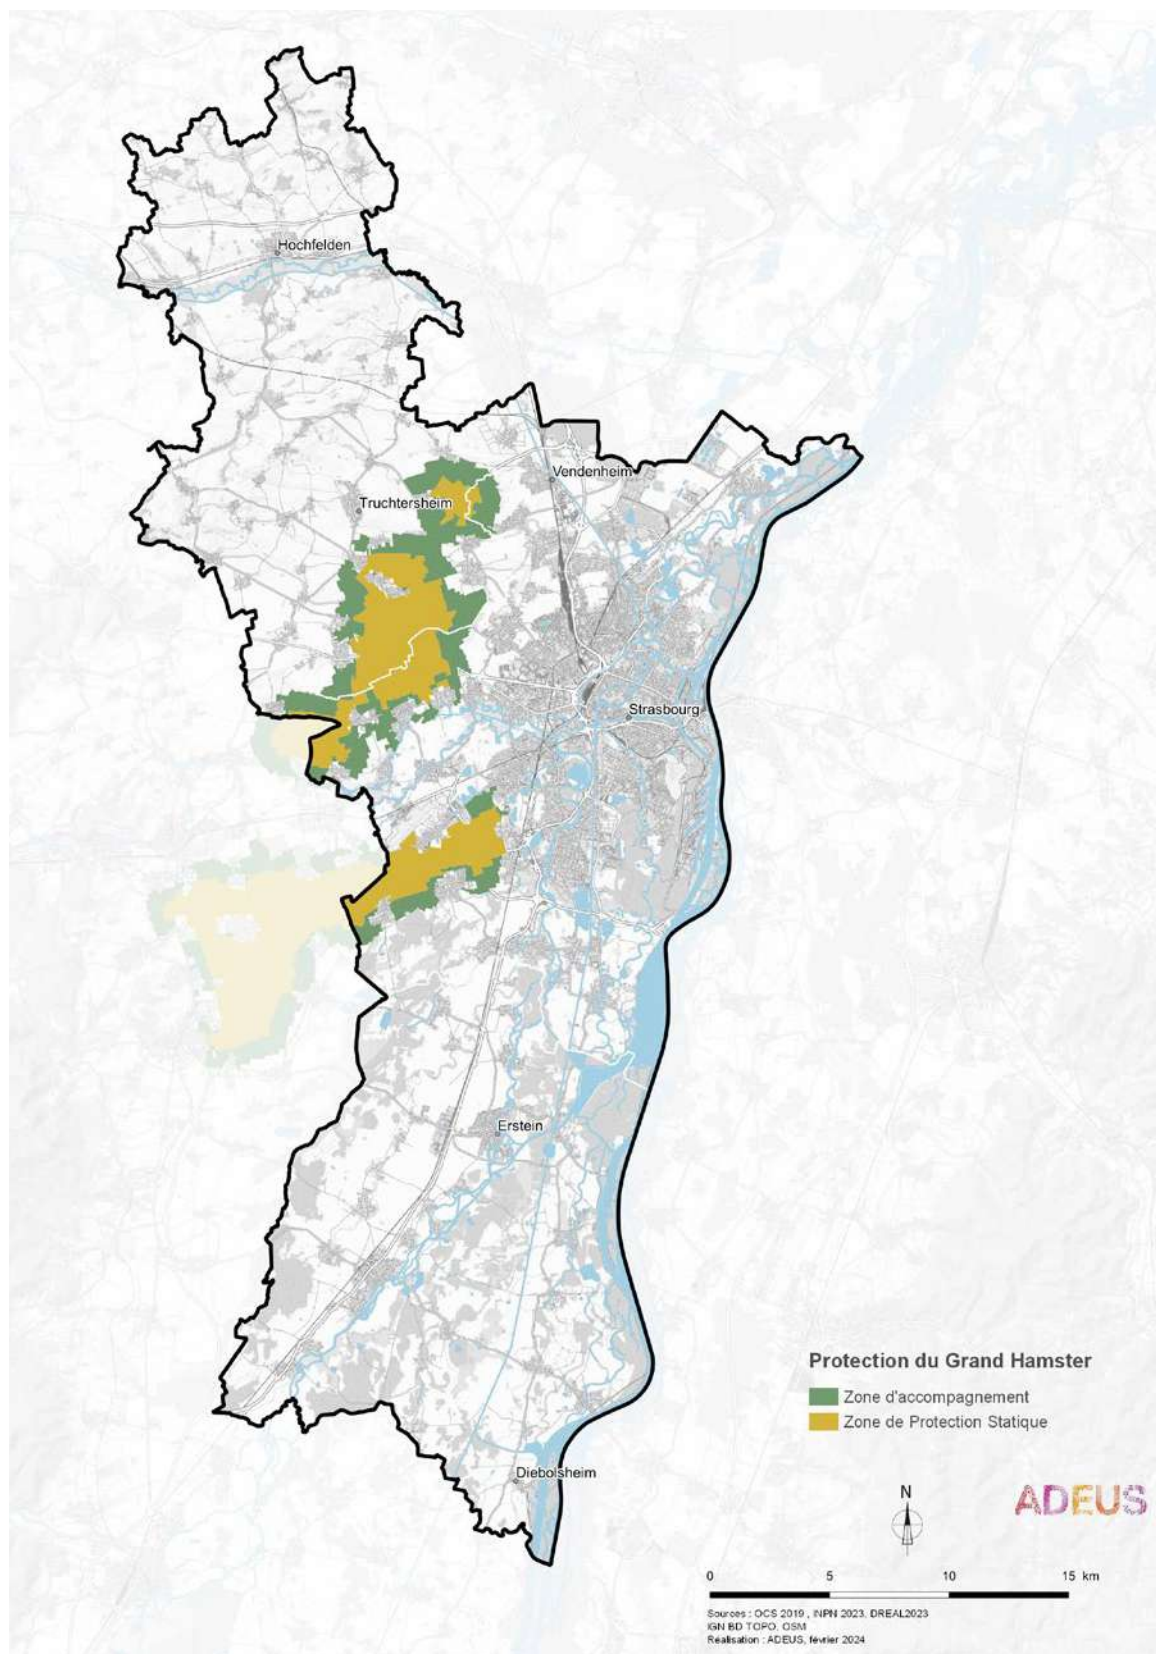 Hochfelden
Vendenheim
Truchtersheim
Strasbourg
Erstein
Protection du Grand Hamster
Zone d'accompagnement
Zone de Protection Statique
Diebolsheim
N
ADEUS
0 5 10 15 km
Sources : OCS 2019 , INPN 2023, DREAL2023
IGN BD TOPO, OSM
Réalisation : ADEUS, février 2024